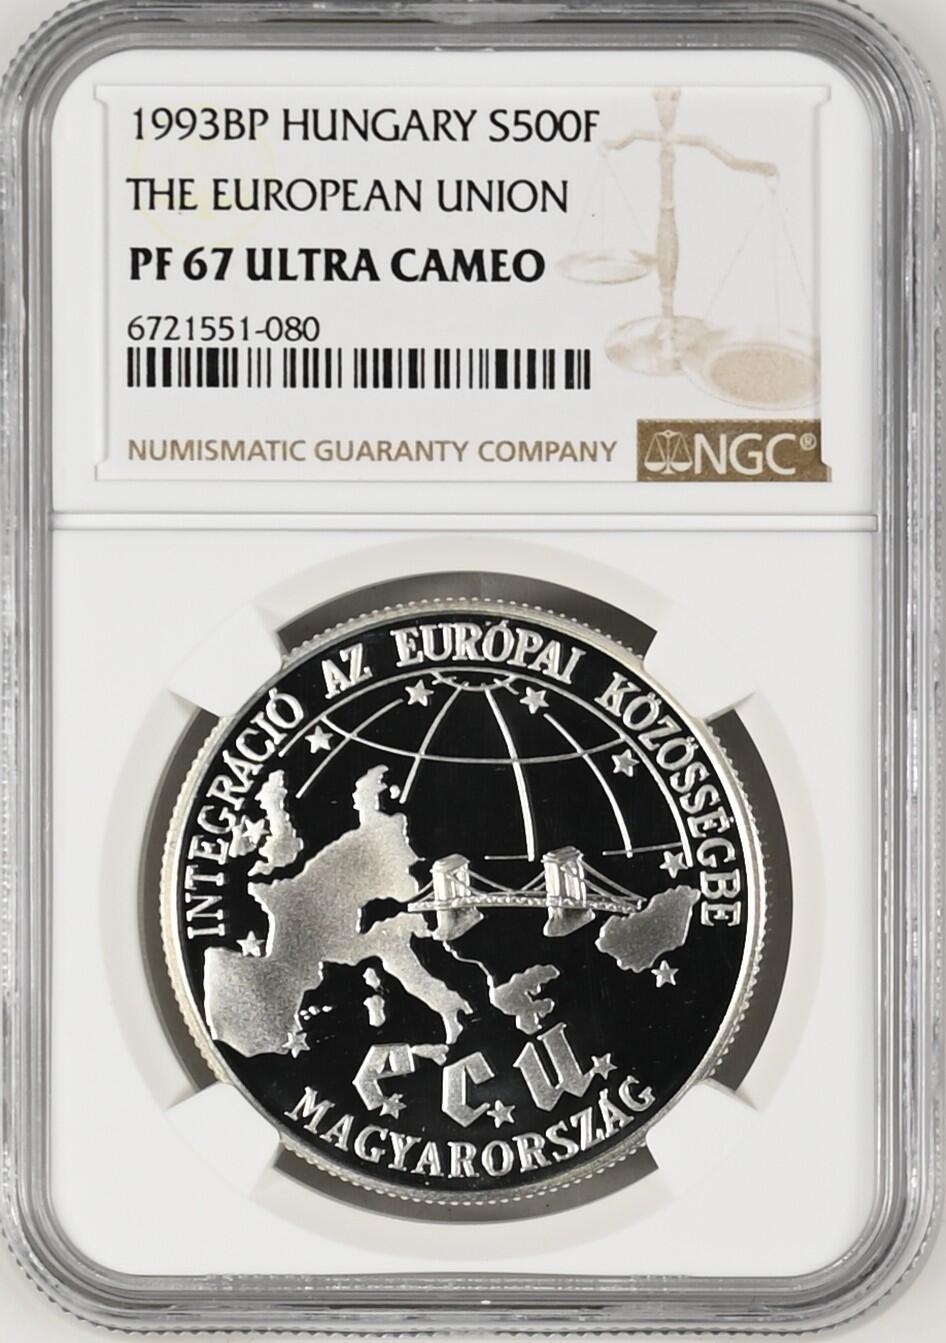 1993BP HUNGARY S500F
THE EUROPEAN UNION
PF 67 ULTRA CAMEO
6721551-080
NUMISMATIC GUARANTY COMPANY
NGC®
INTEGRÁCIÓ AZ EURÓPAI KÖZÖSSÉGBE
ecu
MAGYARORSZÁG